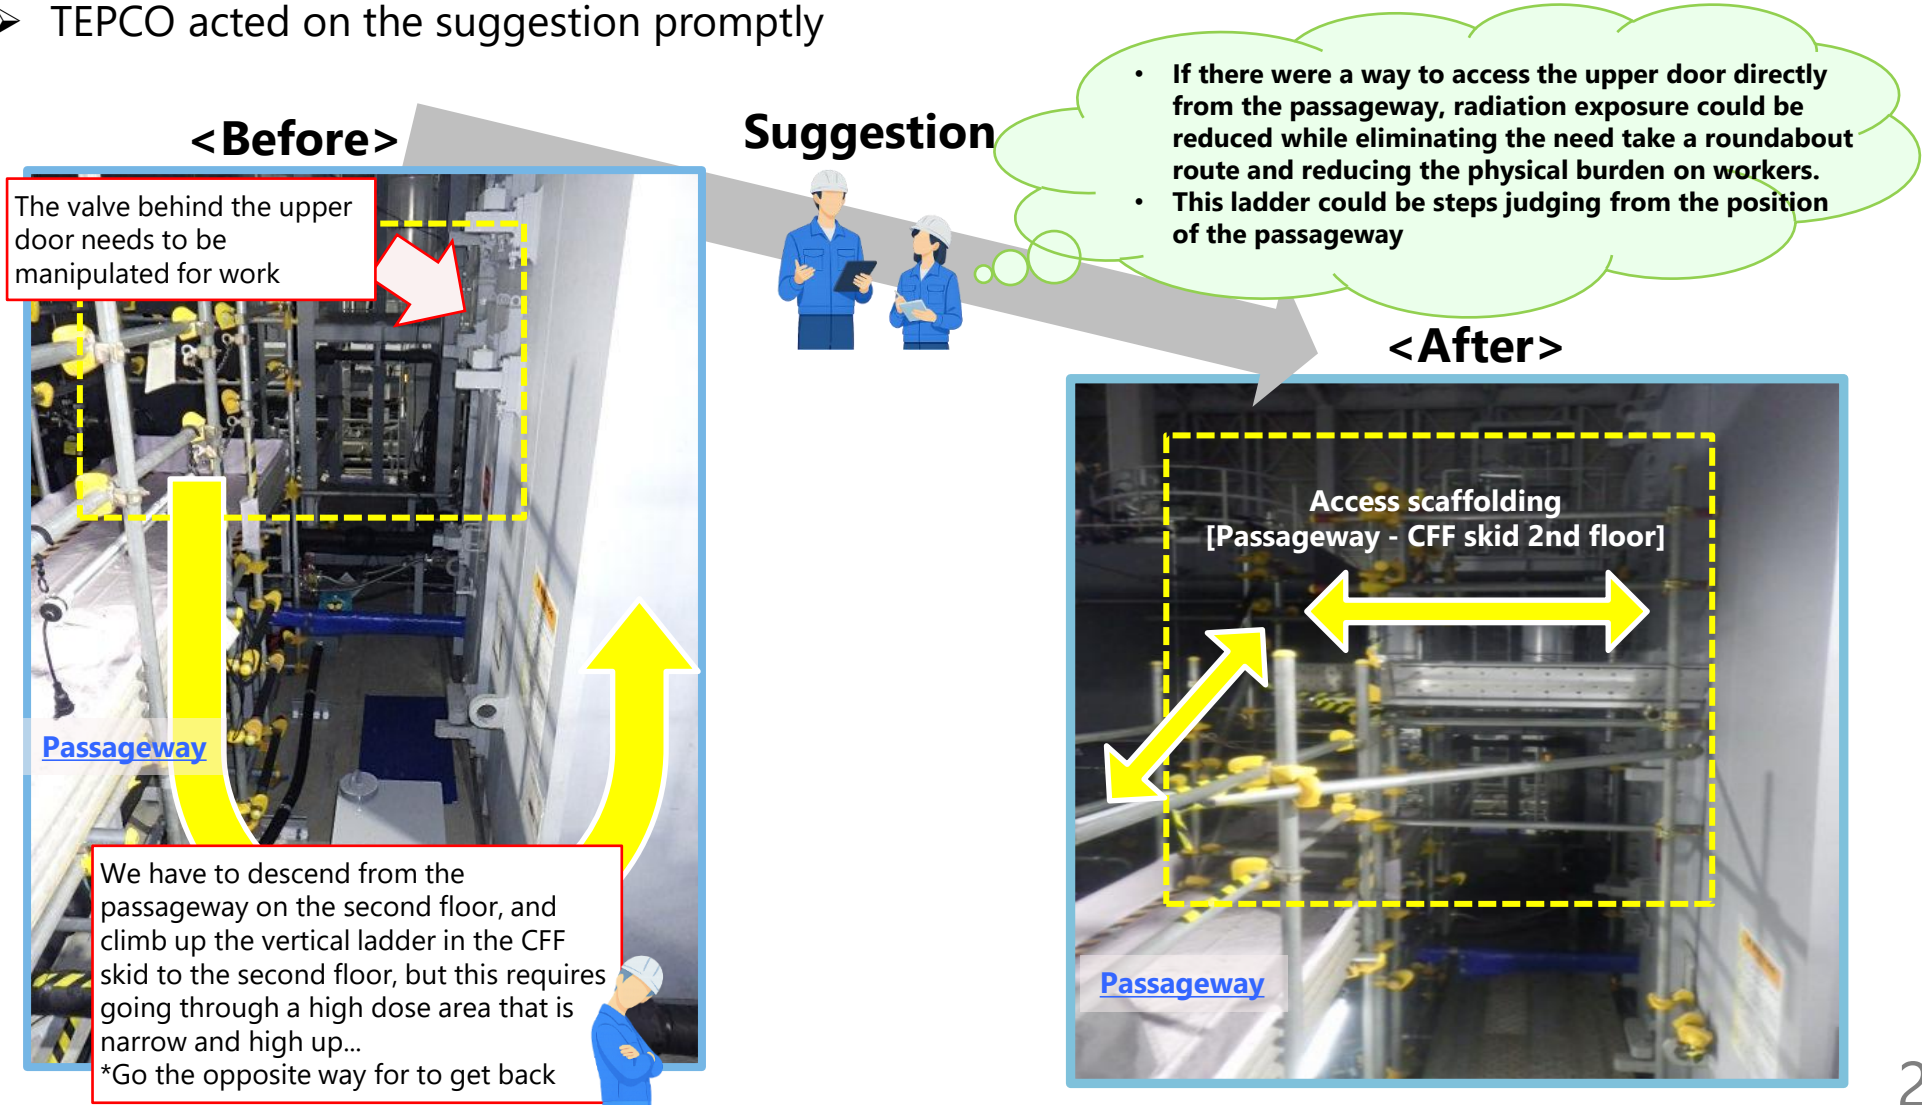 ➢ TEPCO acted on the suggestion promptly
<Before>
The valve behind the upper
door needs to be
manipulated for work
Passageway
We have to descend from the
passageway on the second floor, and
climb up the vertical ladder in the CFF
skid to the second floor, but this requires
going through a high dose area that is
narrow and high up...
*Go the opposite way for to get back
Suggestion
• If there were a way to access the upper door directly
from the passageway, radiation exposure could be
reduced while eliminating the need take a roundabout
route and reducing the physical burden on workers.
• This ladder could be steps judging from the position
of the passageway
<After>
Access scaffolding
[Passageway - CFF skid 2nd floor]
Passageway
2